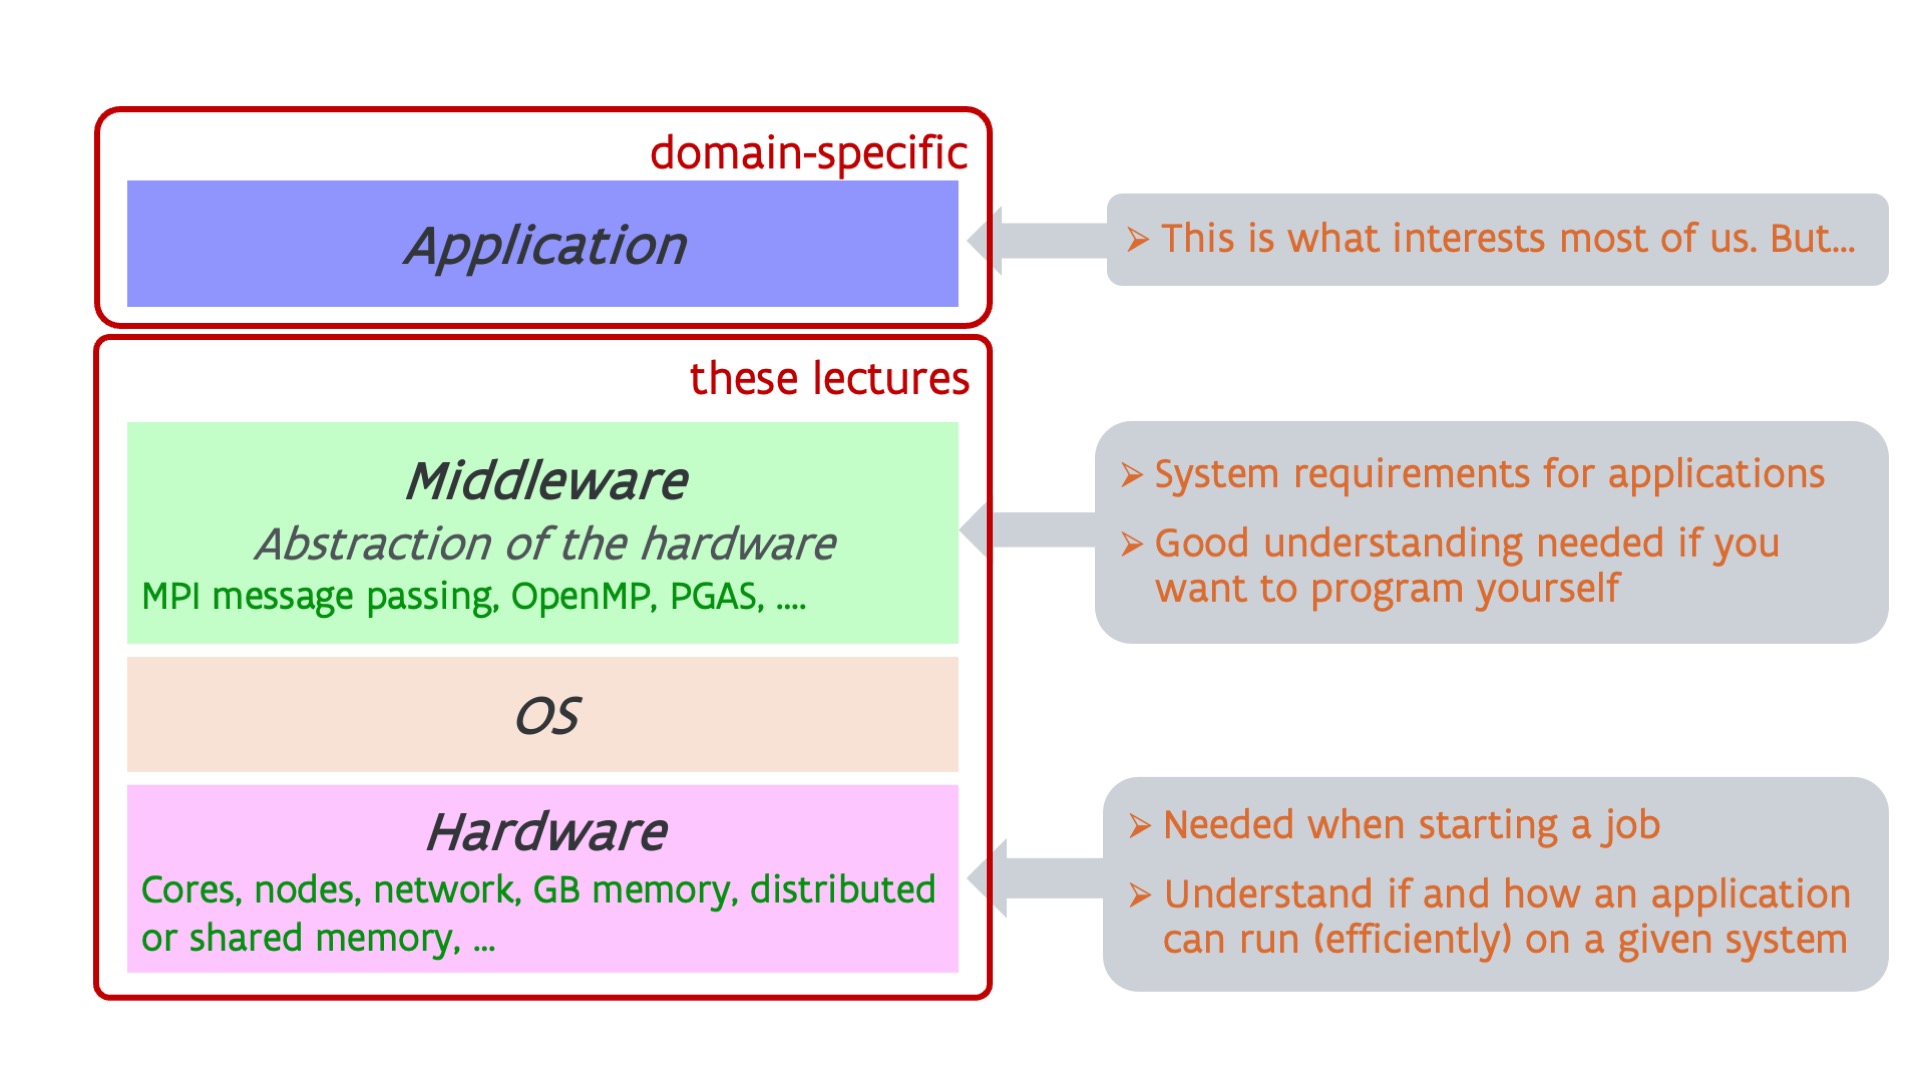 domain-specific
Application
➢ This is what interests most of us. But...
these lectures
Middleware
Abstraction of the hardware
MPI message passing, OpenMP, PGAS, ....
➢ System requirements for applications
➢ Good understanding needed if you
want to program yourself
OS
Hardware
Cores, nodes, network, GB memory, distributed
or shared memory, ...
➢ Needed when starting a job
➢ Understand if and how an application
can run (efficiently) on a given system